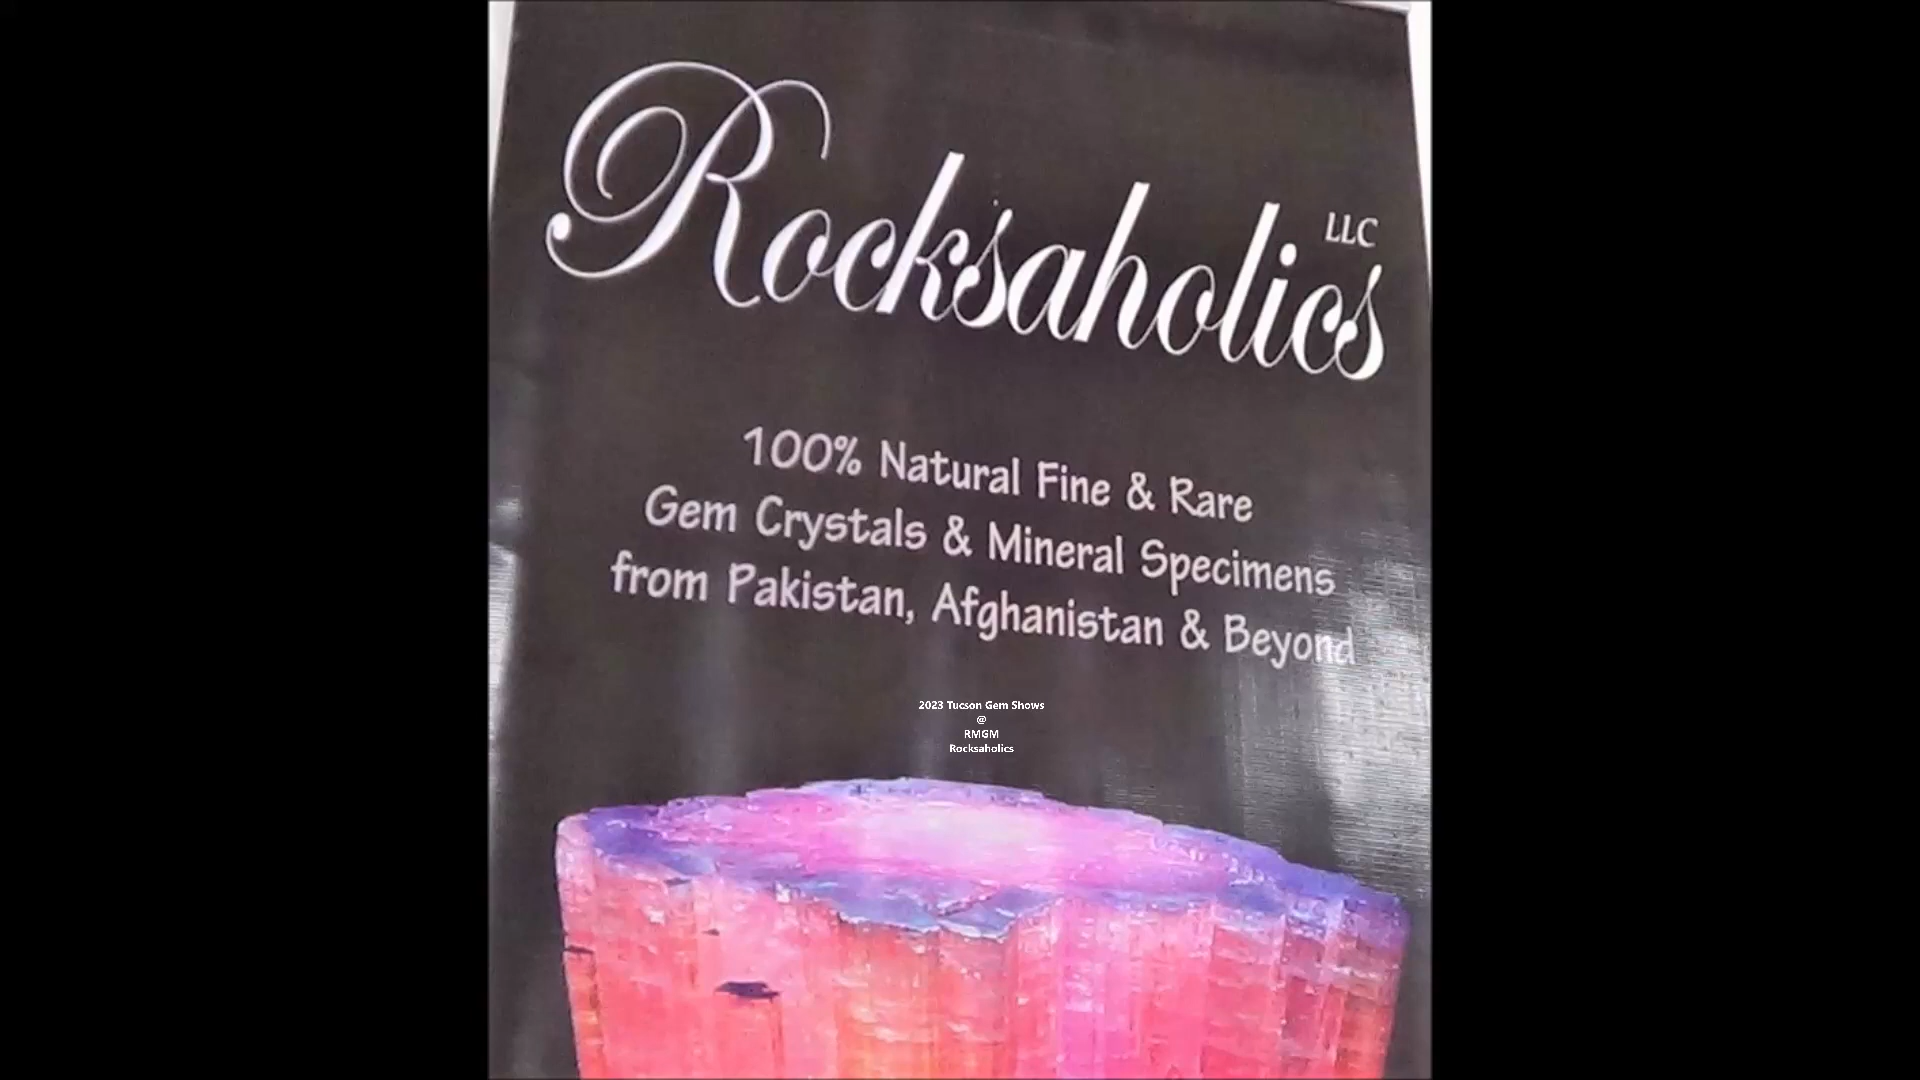 Rocksaholics LLC
100% Natural Fine & Rare
Gem Crystals & Mineral Specimens
from Pakistan, Afghanistan & Beyond
2023 Tucson Gem Shows
@
RMGM
Rocksaholics